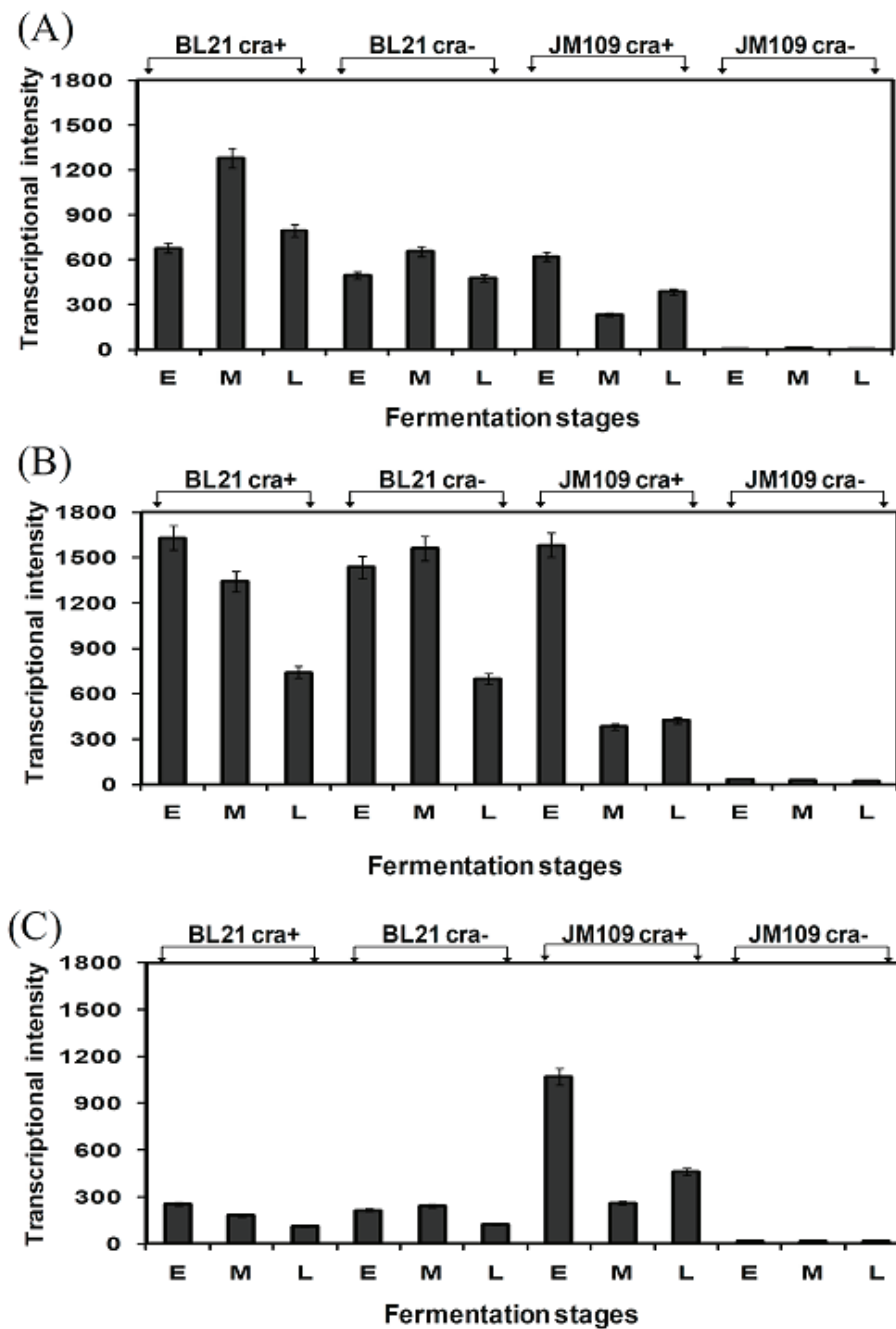 (A)
BL21 cra+ BL21 cra- JM109 cra+ JM109 cra-
1800
1500
1200
900
600
300
0
Transcriptional intensity
E M L E M L E M L E M L
Fermentation stages
(B)
BL21 cra+ BL21 cra- JM109 cra+ JM109 cra-
1800
1500
1200
900
600
300
0
Transcriptional intensity
E M L E M L E M L E M L
Fermentation stages
(C)
BL21 cra+ BL21 cra- JM109 cra+ JM109 cra-
1800
1500
1200
900
600
300
0
Transcriptional intensity
E M L E M L E M L E M L
Fermentation stages